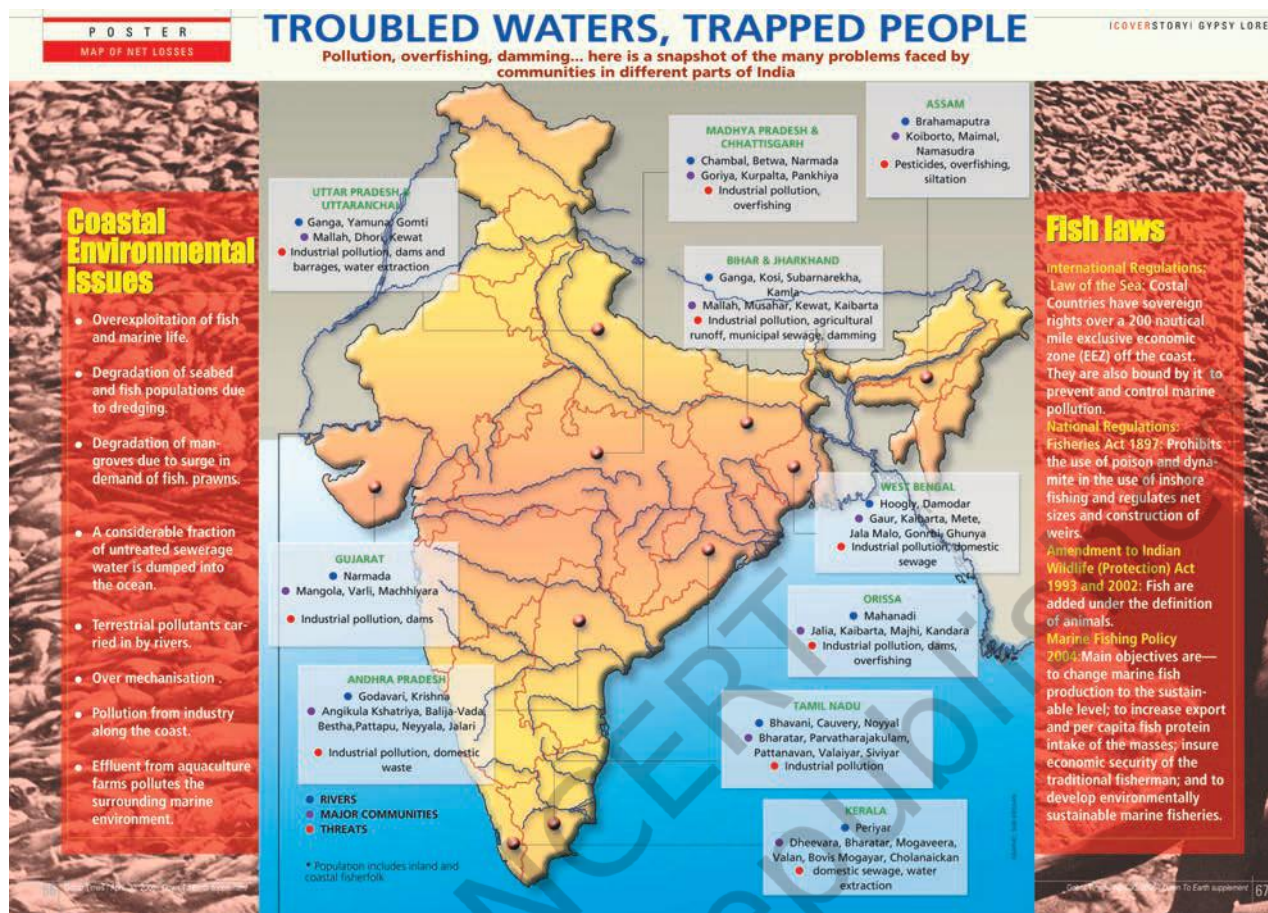 POSTER
MAP OF NET LOSSES
TROUBLED WATERS, TRAPPED PEOPLE
Pollution, overfishing, damming... here is a snapshot of the many problems faced by
communities in different parts of India
|COVERSTORY| GYPSY LORE
Coastal
Environmental
Issues
• Overexploitation of fish
and marine life.
• Degradation of seabed
and fish populations due
to dredging.
• Degradation of man-
groves due to surge in
demand of fish, prawns.
• A considerable fraction
of untreated sewerage
water is dumped into
the ocean.
• Terrestrial pollutants car-
ried in by rivers.
• Over mechanisation .
• Pollution from industry
along the coast.
• Effluent from aquaculture
farms pollutes the
surrounding marine
environment.
UTTAR PRADESH &
UTTARANCHAL
Ganga, Yamuna, Gomti
Mallah, Dhori, Kewat
Industrial pollution, dams and
barrages, water extraction
MADHYA PRADESH &
CHHATTISGARH
Chambal, Betwa, Narmada
Goriya, Kurpalta, Pankhiya
Industrial pollution,
overfishing
ASSAM
Brahamaputra
Koiborto, Maimal,
Namasudra
Pesticides, overfishing,
siltation
BIHAR & JHARKHAND
Ganga, Kosi, Subarnarekha,
Kamla
Mallah, Musahar, Kewat, Kaibarta
Industrial pollution, agricultural
runoff, municipal sewage, damming
WEST BENGAL
Hoogly, Damodar
Gaur, Kaibarta, Mete,
Jala Malo, Gonrhi, Ghunya
Industrial pollution, domestic
sewage
GUJARAT
Narmada
Mangola, Varli, Machhiyara
Industrial pollution, dams
ORISSA
Mahanadi
Jalia, Kaibarta, Majhi, Kandara
Industrial pollution, dams,
overfishing
ANDHRA PRADESH
Godavari, Krishna
Angikula Kshatriya, Balija-Vada,
Bestha,Pattapu, Neyyala, Jalari
Industrial pollution, domestic
waste
TAMIL NADU
Bhavani, Cauvery, Noyyal
Bharatar, Parvatharajakulam,
Pattanavan, Valaiyar, Siviyar
Industrial pollution
KERALA
Periyar
Dheevara, Bharatar, Mogaveera,
Valan, Bovis Mogayar, Cholanaickan
domestic sewage, water
extraction
RIVERS
MAJOR COMMUNITIES
THREATS
* Population includes inland and
coastal fisherfolk
Fish laws
International Regulations:
Law of the Sea: Costal
Countries have sovereign
rights over a 200 nautical
mile exclusive economic
zone (EEZ) off the coast.
They are also bound by it to
prevent and control marine
pollution.
National Regulations:
Fisheries Act 1897: Prohibits
the use of poison and dyna-
mite in the use of inshore
fishing and regulates net
sizes and construction of
weirs.
Amendment to Indian
Wildlife (Protection) Act
1993 and 2002: Fish are
added under the definition
of animals.
Marine Fishing Policy
2004:Main objectives are—
to change marine fish
production to the sustain-
able level; to increase export
and per capita fish protein
intake of the masses; insure
economic security of the
traditional fisherman; and to
develop environmentally
sustainable marine fisheries.
Down To Earth supplement 67
NCERT